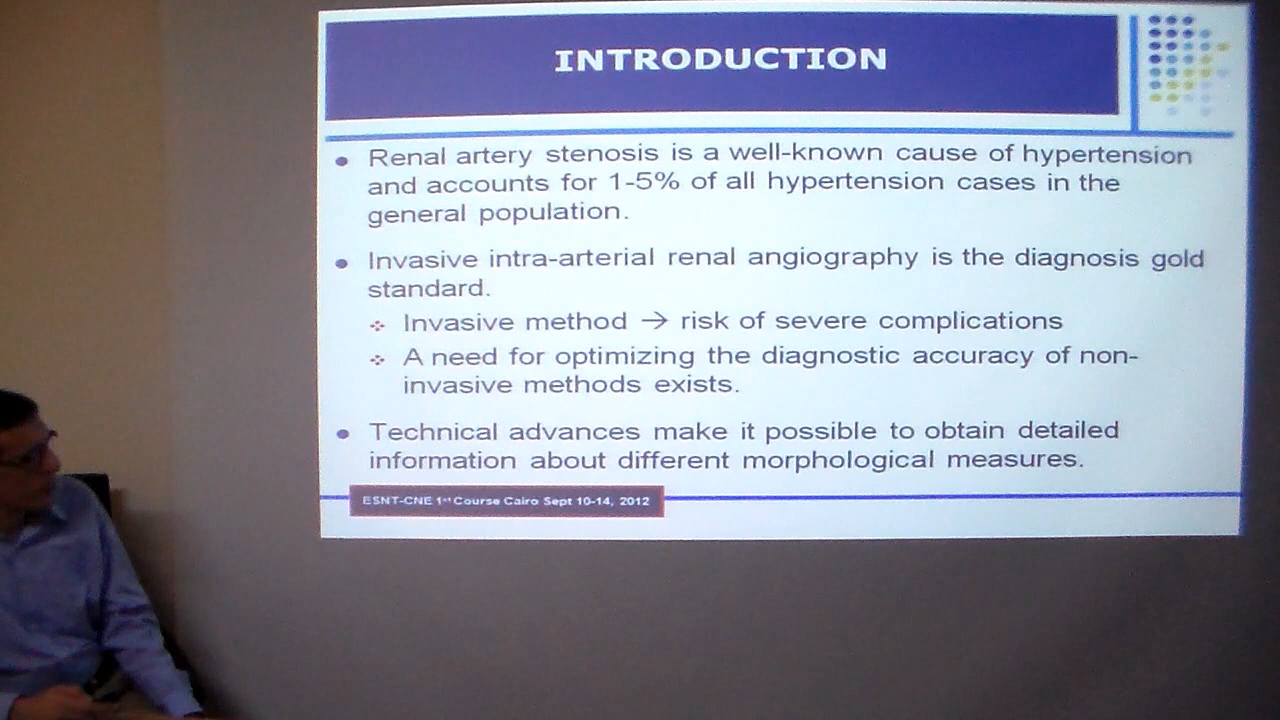 INTRODUCTION
• Renal artery stenosis is a well-known cause of hypertension
and accounts for 1-5% of all hypertension cases in the
general population.
• Invasive intra-arterial renal angiography is the diagnosis gold
standard.
❖ Invasive method → risk of severe complications
❖ A need for optimizing the diagnostic accuracy of non-
invasive methods exists.
• Technical advances make it possible to obtain detailed
information about different morphological measures.
ESNT-CNE 1st Course Cairo Sept 10-14, 2012